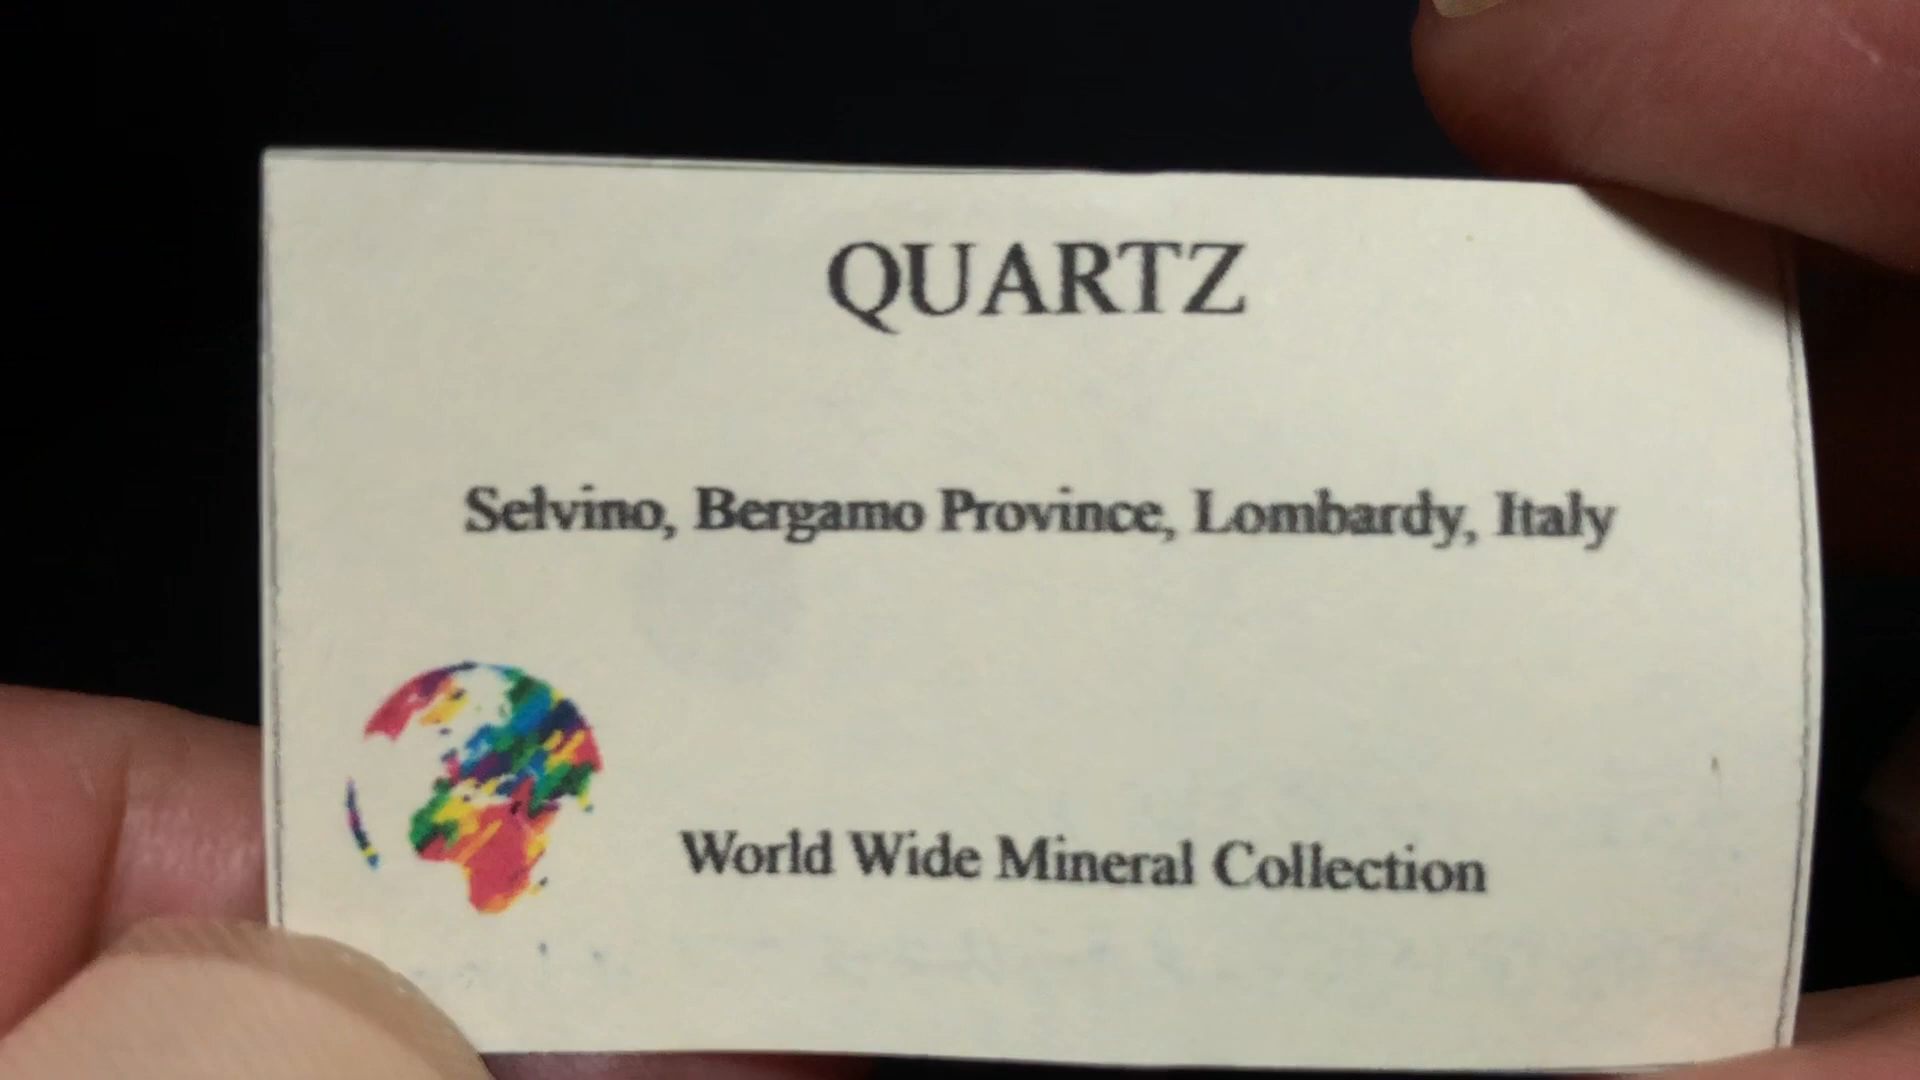 QUARTZ
Selvino, Bergamo Province, Lombardy, Italy
World Wide Mineral Collection